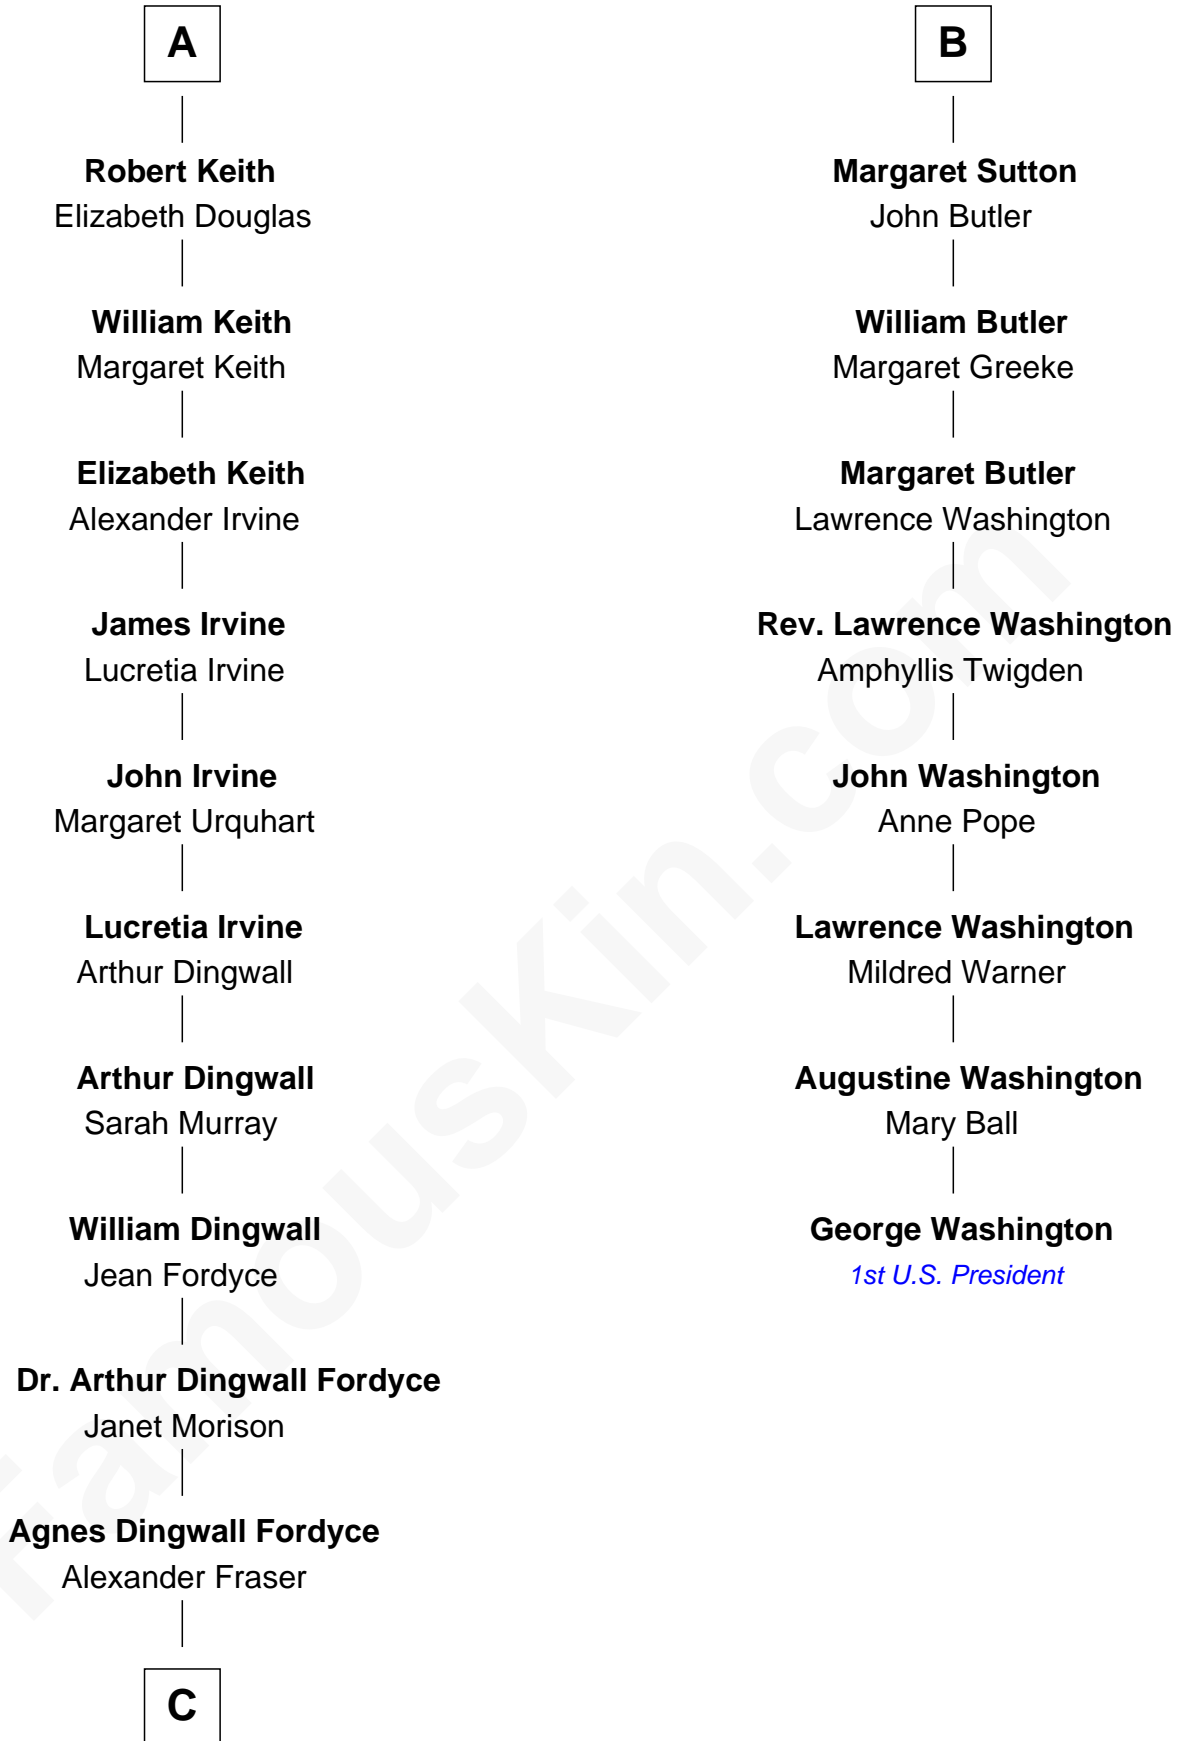 A
Robert Keith
Elizabeth Douglas
William Keith
Margaret Keith
Elizabeth Keith
Alexander Irvine
James Irvine
Lucretia Irvine
John Irvine
Margaret Urquhart
Lucretia Irvine
Arthur Dingwall
Arthur Dingwall
Sarah Murray
William Dingwall
Jean Fordyce
Dr. Arthur Dingwall Fordyce
Janet Morison
Agnes Dingwall Fordyce
Alexander Fraser
C
B
Margaret Sutton
John Butler
William Butler
Margaret Greeke
Margaret Butler
Lawrence Washington
Rev. Lawrence Washington
Amphyllis Twigden
John Washington
Anne Pope
Lawrence Washington
Mildred Warner
Augustine Washington
Mary Ball
George Washington
1st U.S. President
FamousKin.com